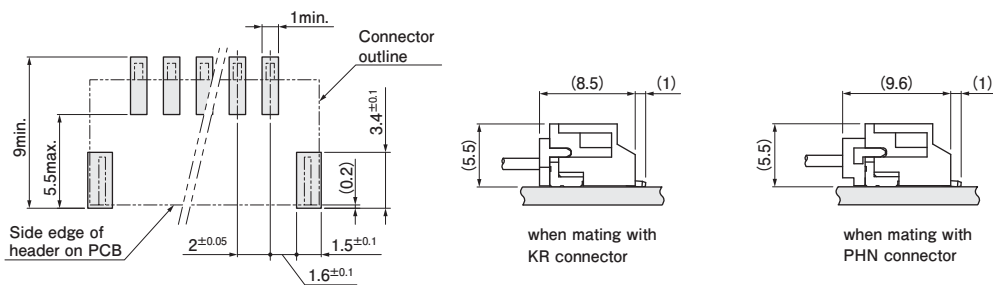 1min.
Connector
outline
9min.
5.5max.
3.4±0.1
(0.2)
Side edge of
header on PCB
2±0.05
1.5±0.1
1.6±0.1
(8.5)
(1)
(5.5)
when mating with
KR connector
(9.6)
(1)
(5.5)
when mating with
PHN connector